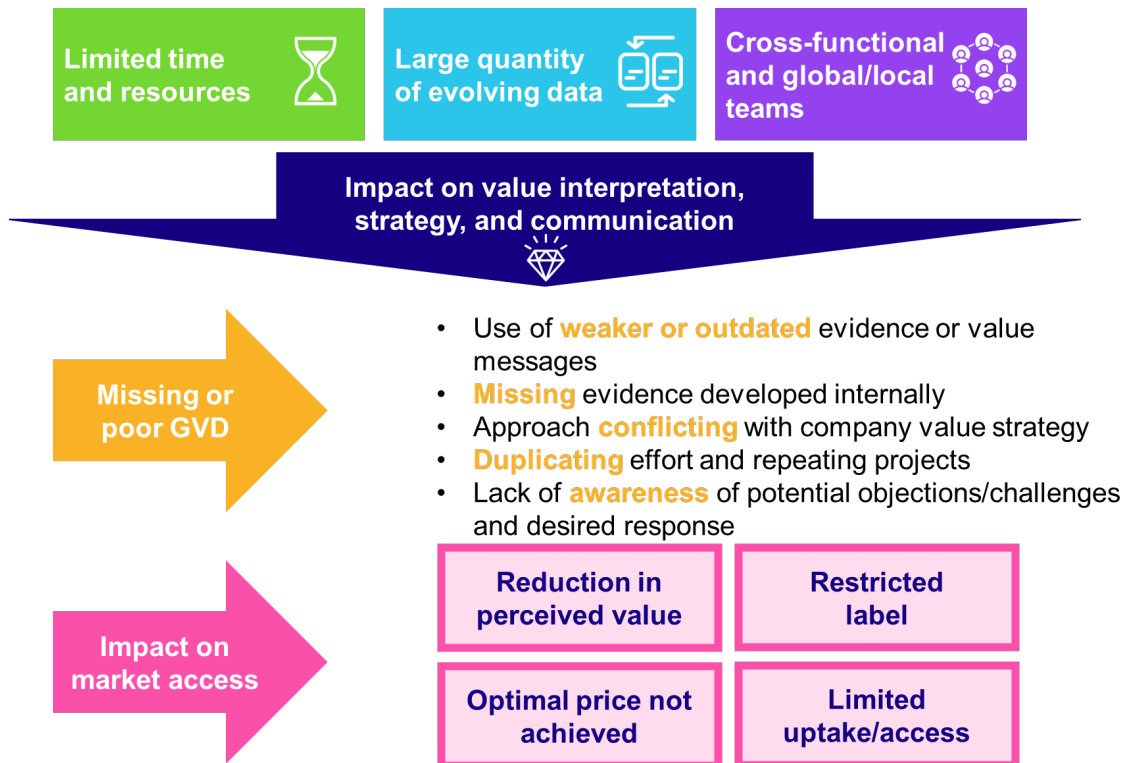 Limited time
and resources
Large quantity
of evolving data
Cross-functional
and global/local
teams
Impact on value interpretation,
strategy, and communication
Missing or
poor GVD
• Use of weaker or outdated evidence or value
messages
• Missing evidence developed internally
• Approach conflicting with company value strategy
• Duplicating effort and repeating projects
• Lack of awareness of potential objections/challenges
and desired response
Impact on
market access
Reduction in
perceived value
Restricted
label
Optimal price not
achieved
Limited
uptake/access